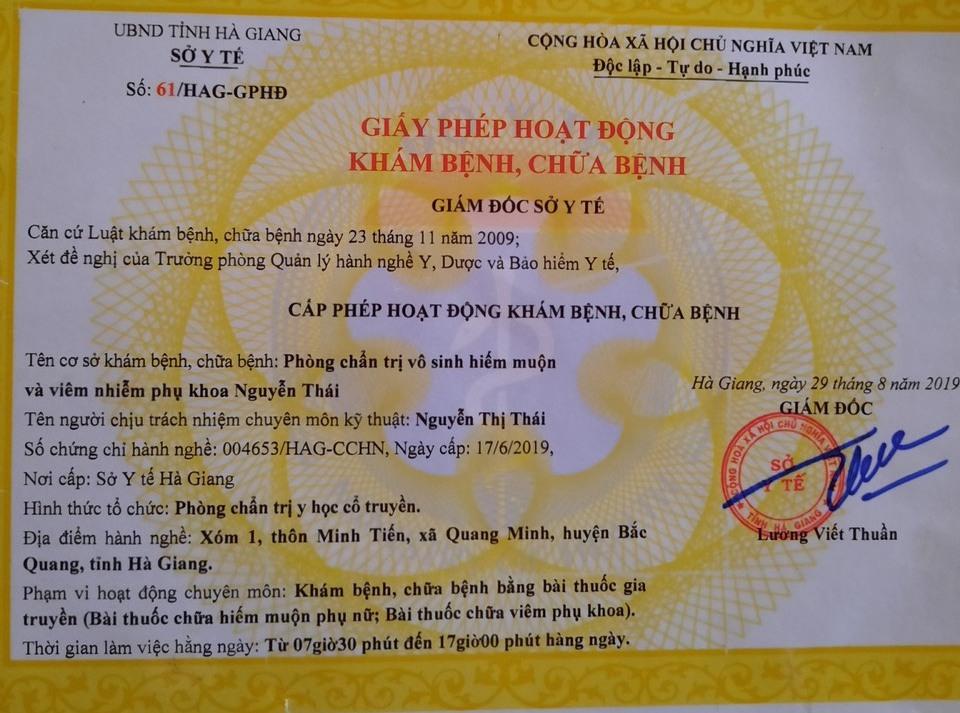 UBND TỈNH HÀ GIANG
SỞ Y TẾ
Số: 61/HAG-GPHĐ
CỘNG HÒA XÃ HỘI CHỦ NGHĨA VIỆT NAM
Độc lập - Tự do - Hạnh phúc
GIẤY PHÉP HOẠT ĐỘNG
KHÁM BỆNH, CHỮA BỆNH
GIÁM ĐỐC SỞ Y TẾ
Căn cứ Luật khám bệnh, chữa bệnh ngày 23 tháng 11 năm 2009;
Xét đề nghị của Trưởng phòng Quản lý hành nghề Y, Dược và Bảo hiểm Y tế,
CẤP PHÉP HOẠT ĐỘNG KHÁM BỆNH, CHỮA BỆNH
Tên cơ sở khám bệnh, chữa bệnh: Phòng chẩn trị vô sinh hiếm muộn
và viêm nhiễm phụ khoa Nguyễn Thái
Tên người chịu trách nhiệm chuyên môn kỹ thuật: Nguyễn Thị Thái
Số chứng chỉ hành nghề: 004653/HAG-CCHN, Ngày cấp: 17/6/2019,
Nơi cấp: Sở Y tế Hà Giang
Hình thức tổ chức: Phòng chẩn trị y học cổ truyền.
Địa điểm hành nghề: Xóm 1, thôn Minh Tiến, xã Quang Minh, huyện Bắc
Quang, tỉnh Hà Giang.
Phạm vi hoạt động chuyên môn: Khám bệnh, chữa bệnh bằng bài thuốc gia
truyền (Bài thuốc chữa hiếm muộn phụ nữ; Bài thuốc chữa viêm phụ khoa).
Thời gian làm việc hằng ngày: Từ 07giờ30 phút đến 17giờ00 phút hàng ngày.
Hà Giang, ngày 29 tháng 8 năm 2019
GIÁM ĐỐC
CỘNG HOÀ XÃ HỘI CHỦ NGHĨA VIỆT
SỞ
Y TẾ
TỈNH HÀ GIANG
Lương Viết Thuần